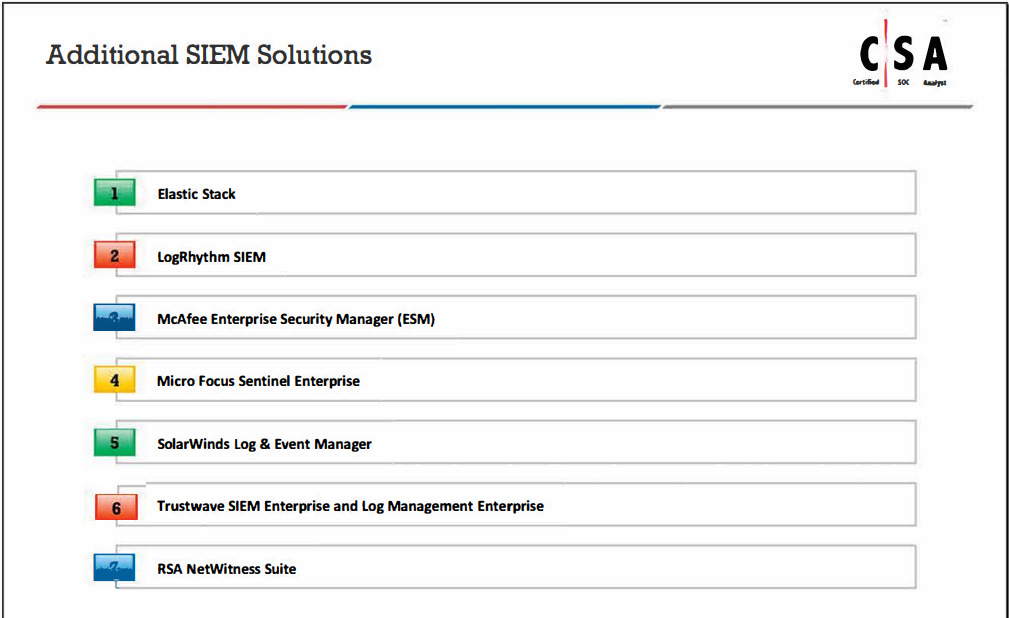 Additional SIEM Solutions
CSA
Certified SOC Analyst
1 Elastic Stack
2 LogRhythm SIEM
3 McAfee Enterprise Security Manager (ESM)
4 Micro Focus Sentinel Enterprise
5 SolarWinds Log & Event Manager
6 Trustwave SIEM Enterprise and Log Management Enterprise
7 RSA NetWitness Suite